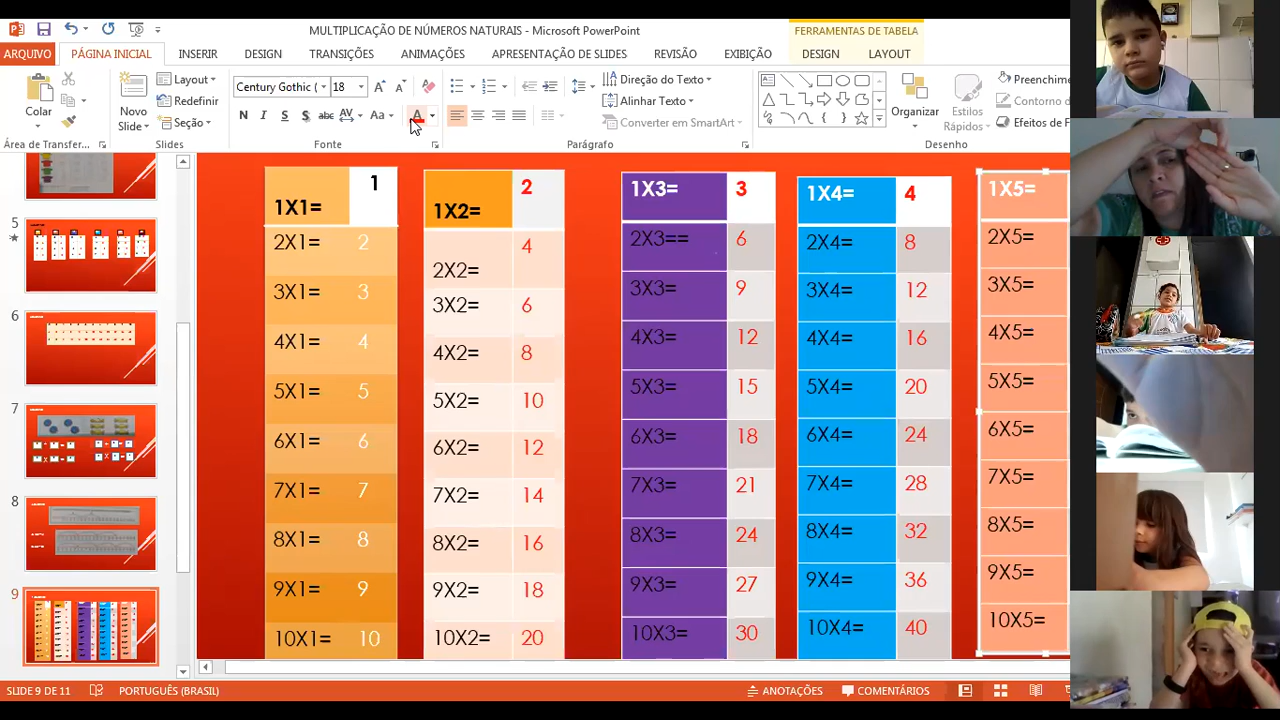 MULTIPLICAÇÃO DE NÚMEROS NATURAIS - Microsoft PowerPoint
FERRAMENTAS DE TABELA
ARQUIVO PÁGINA INICIAL INSERIR DESIGN TRANSIÇÕES ANIMAÇÕES APRESENTAÇÃO DE SLIDES REVISÃO EXIBIÇÃO DESIGN LAYOUT
Colar
Novo
Slide
Layout
Redefinir
Seção
Century Gothic ( 18
N I S S abc AV Aa A
Direção do Texto
Alinhar Texto
Converter em SmartArt
Organizar
Estilos
Rápidos
Preenchime
Contorno d
Efeitos de F
Área de Transfer... Slides Fonte Parágrafo Desenho
5
6
7
8
9
1X1= 1
2X1= 2
3X1= 3
4X1= 4
5X1= 5
6X1= 6
7X1= 7
8X1= 8
9X1= 9
10X1= 10
1X2= 2
2X2= 4
3X2= 6
4X2= 8
5X2= 10
6X2= 12
7X2= 14
8X2= 16
9X2= 18
10X2= 20
1X3= 3
2X3== 6
3X3= 9
4X3= 12
5X3= 15
6X3= 18
7X3= 21
8X3= 24
9X3= 27
10X3= 30
1X4= 4
2X4= 8
3X4= 12
4X4= 16
5X4= 20
6X4= 24
7X4= 28
8X4= 32
9X4= 36
10X4= 40
1X5=
2X5=
3X5=
4X5=
5X5=
6X5=
7X5=
8X5=
9X5=
10X5=
SLIDE 9 DE 11 PORTUGUÊS (BRASIL) ANOTAÇÕES COMENTÁRIOS